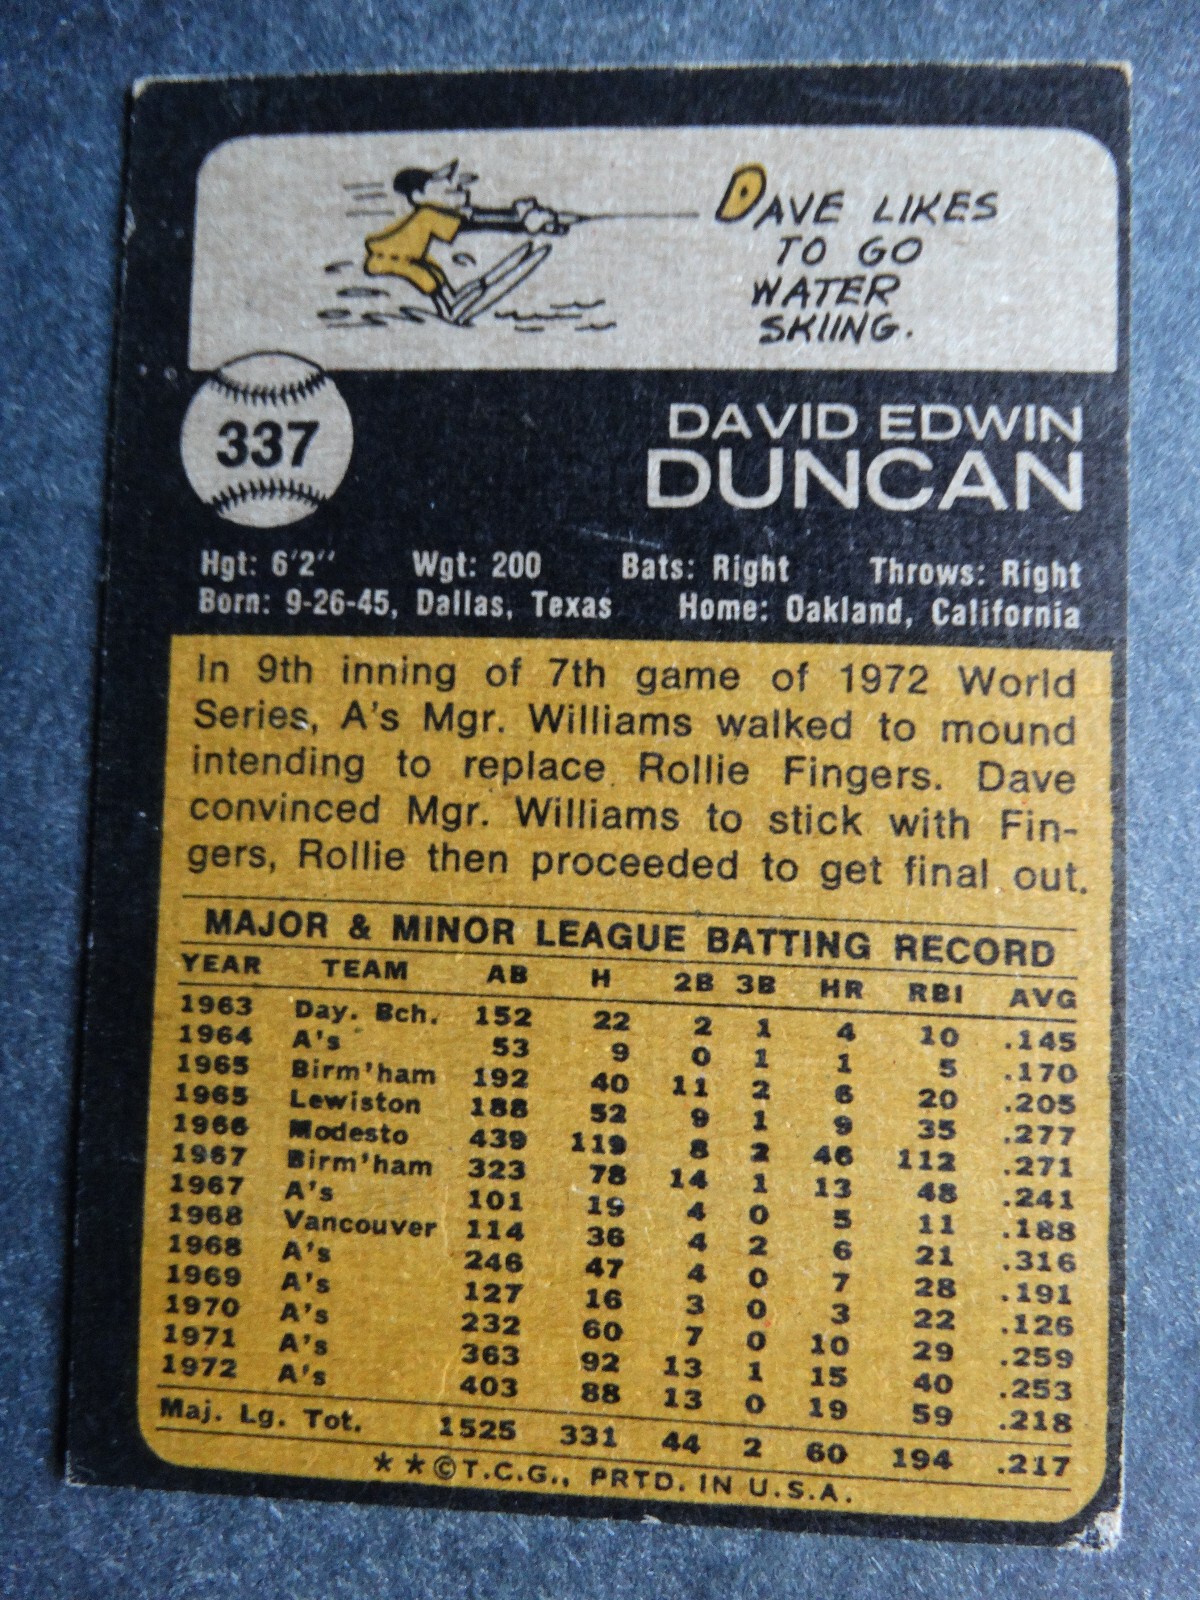 DAVE LIKES
TO GO
WATER
SKIING.
337
DAVID EDWIN
DUNCAN
Hgt: 6'2" Wgt: 200 Bats: Right Throws: Right
Born: 9-26-45, Dallas, Texas Home: Oakland, California
In 9th inning of 7th game of 1972 World
Series, A's Mgr. Williams walked to mound
intending to replace Rollie Fingers. Dave
convinced Mgr. Williams to stick with Fin-
gers, Rollie then proceeded to get final out.
MAJOR & MINOR LEAGUE BATTING RECORD
YEAR TEAM AB H 2B 3B HR RBI AVG
1963 Day. Bch. 152 22 2 1 4 10 .145
1964 A's 53 9 0 1 1 5 .170
1965 Birm'ham 192 40 11 2 6 20 .205
1965 Lewiston 188 52 9 1 9 35 .277
1966 Modesto 439 119 8 2 46 112 .271
1967 Birm'ham 323 78 14 1 13 48 .241
1967 A's 101 19 4 0 5 11 .188
1968 Vancouver 114 36 4 2 6 21 .316
1968 A's 246 47 4 0 7 28 .191
1969 A's 127 16 3 0 3 22 .126
1970 A's 232 60 7 0 10 29 .259
1971 A's 363 92 13 1 15 40 .253
1972 A's 403 88 13 0 19 59 .218
Maj. Lg. Tot. 1525 331 44 2 60 194 .217
**©T.C.G., PRTD. IN U.S.A.